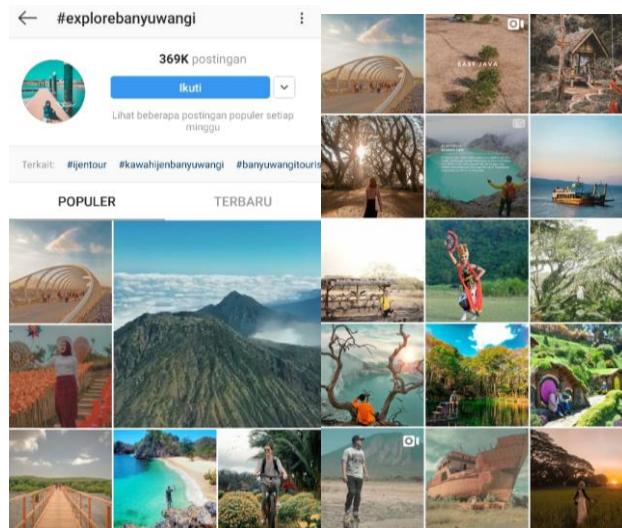 #explorebanyuwangi
369K postingan
Ikuti
Lihat beberapa postingan populer setiap
minggu
Terkait: #ijentour #kawahijenbanyuwangi #banyuwangitouris
POPULER TERBARU
EAST JAVA